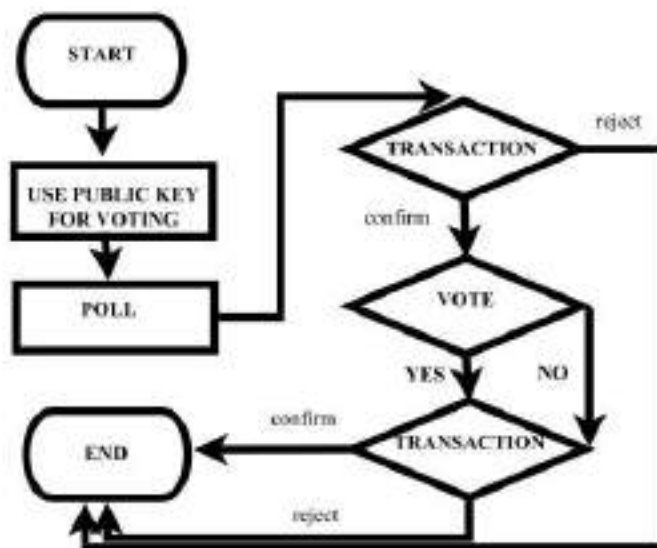 START
reject
TRANSACTION
USE PUBLIC KEY
FOR VOTING
confirm
POLL
VOTE
YES
NO
confirm
TRANSACTION
END
reject